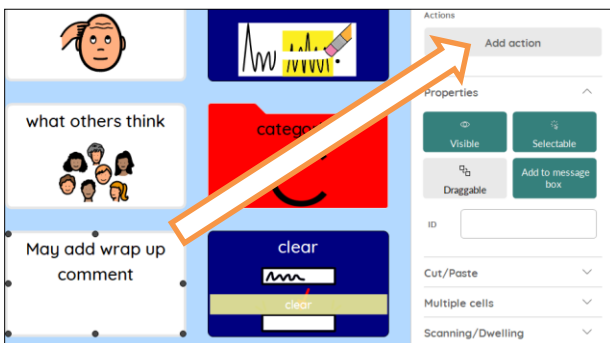 what others think
categor
May add wrap up
comment
clear
clear
Actions
Add action
Properties
Visible
Selectable
Draggable
Add to message
box
ID
Cut/Paste
Multiple cells
Scanning/Dwelling